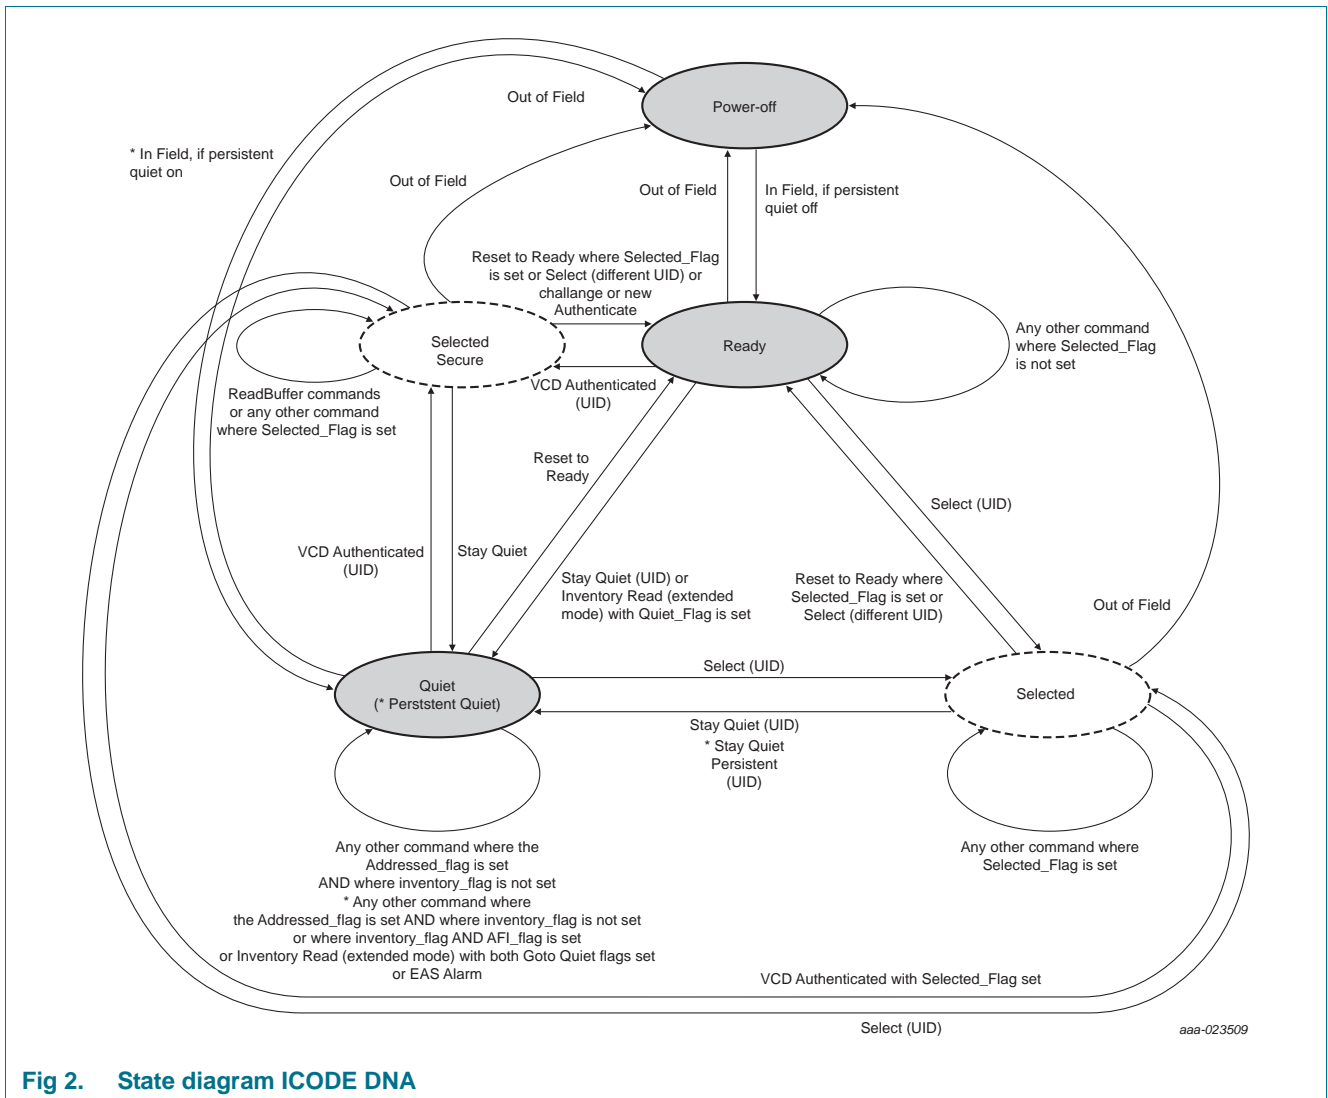 Power-off
Out of Field
* In Field, if persistent
quiet on
Out of Field
Out of Field
In Field, if persistent
quiet off
Reset to Ready where Selected_Flag
is set or Select (different UID) or
challange or new
Authenticate
Selected
Secure
Ready
Any other command
where Selected_Flag
is not set
VCD Authenticated
(UID)
ReadBuffer commands
or any other command
where Selected_Flag is set
Reset to
Ready
Select (UID)
VCD Authenticated
(UID)
Stay Quiet
Stay Quiet (UID) or
Inventory Read (extended
mode) with Quiet_Flag is set
Reset to Ready where
Selected_Flag is set or
Select (different UID)
Out of Field
Quiet
(* Perststent Quiet)
Select (UID)
Selected
Stay Quiet (UID)
* Stay Quiet
Persistent
(UID)
Any other command where the
Addressed_flag is set
AND where inventory_flag is not set
* Any other command where
the Addressed_flag is set AND where inventory_flag is not set
or where inventory_flag AND AFI_flag is set
or Inventory Read (extended mode) with both Goto Quiet flags set
or EAS Alarm
Any other command where
Selected_Flag is set
VCD Authenticated with Selected_Flag set
Select (UID)
aaa-023509
Fig 2. State diagram ICODE DNA